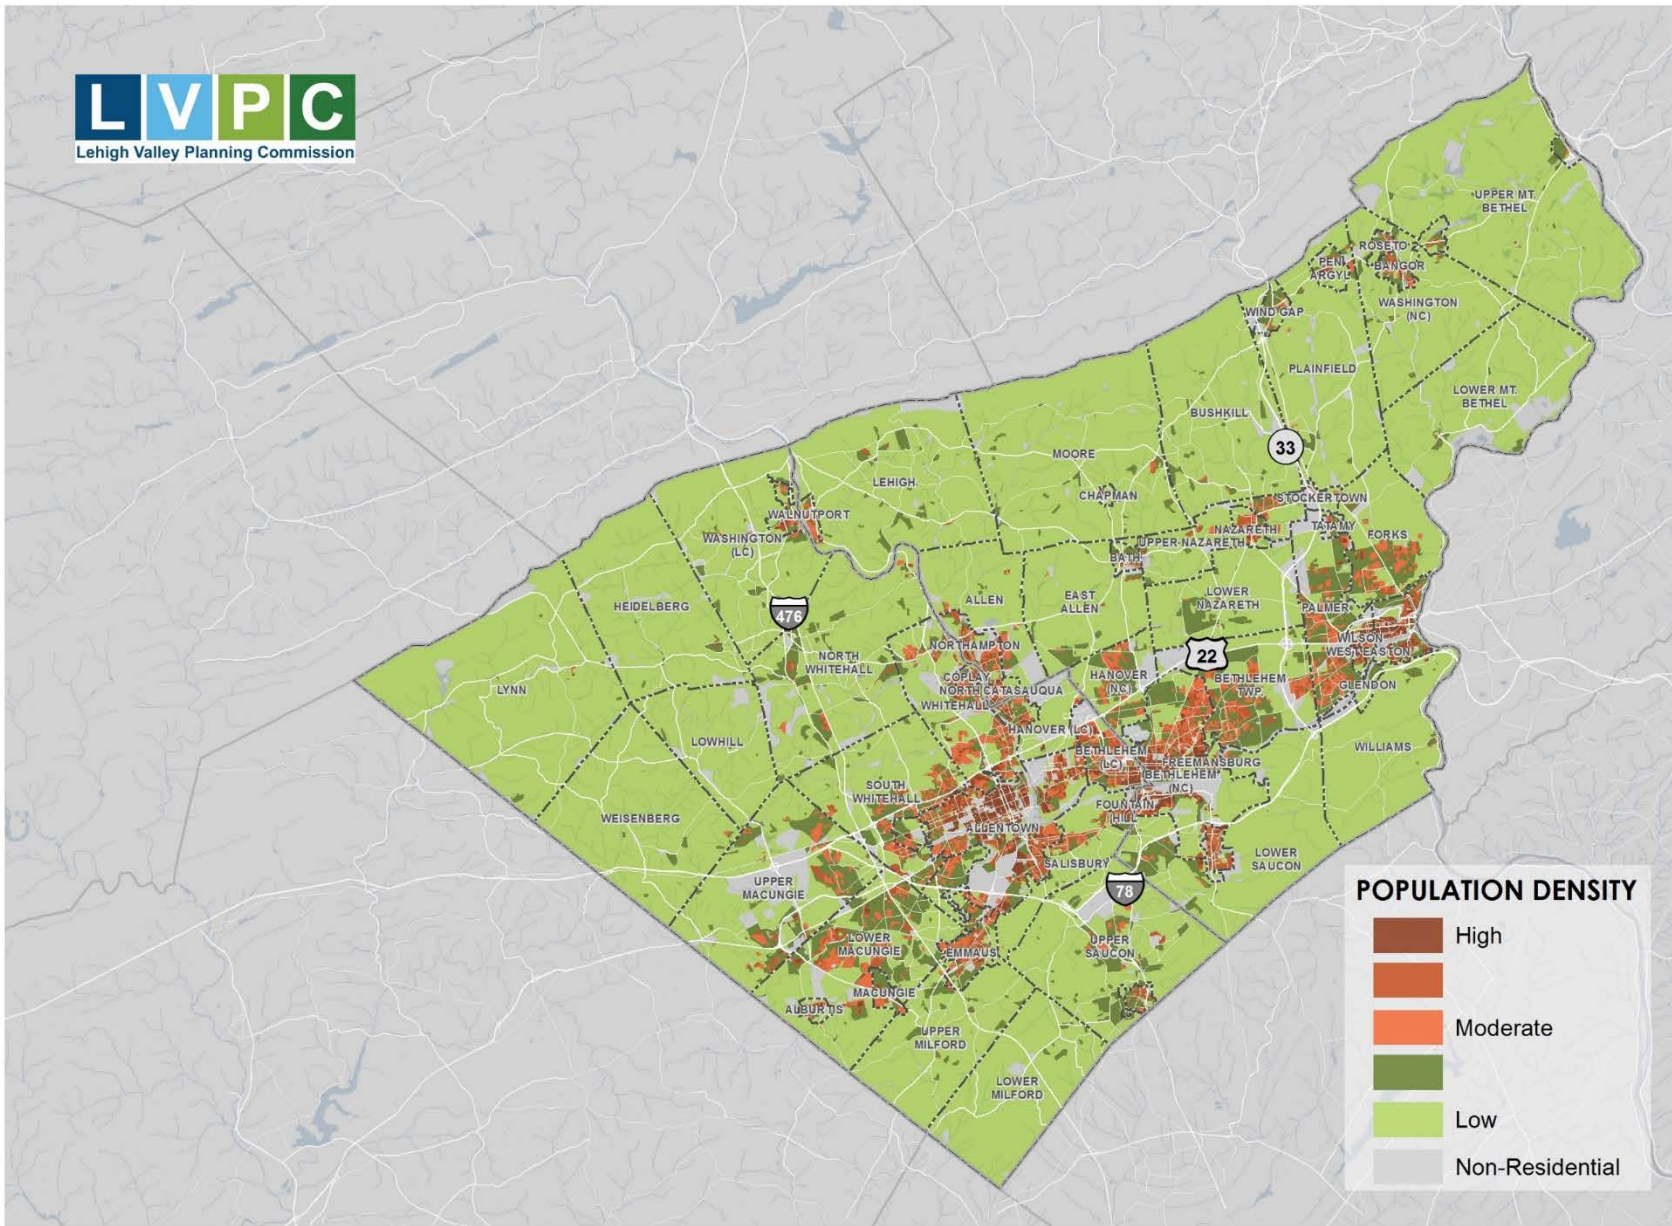 LVPC
Lehigh Valley Planning Commission
UPPER MT.
BETHEL
ROSETO
PEN
ARGYL
BANGOR
WASHINGTON
(NC)
WIND GAP
PLAINFIELD
LOWER MT.
BETHEL
BUSHKILL
33
MOORE
LEHIGH
CHAPMAN
STOCKERTOWN
WALNUTPORT
NAZARETH
TATAMY
WASHINGTON
(LC)
UPPER NAZARETH
FORKS
BATH
HEIDELBERG
476
ALLEN
EAST
ALLEN
LOWER
NAZARETH
PALMER
NORTHAMPTON
WILSON
WEST EASTON
22
NORTH
WHITEHALL
COPLAY
HANOVER
(NC)
BETHLEHEM
TWP.
GLENDON
LYNN
NORTH CATASAUQUA
WHITEHALL
HANOVER (LC)
LOWHILL
WILLIAMS
BETHLEHEM
(LC)
FREEMANSBURG
BETHLEHEM
(NC)
SOUTH
WHITEHALL
FOUNTAIN
HILL
WEISENBERG
ALLENTOWN
SALISBURY
LOWER
SAUCON
UPPER
MACUNGIE
78
LOWER
MACUNGIE
EMMAUS
UPPER
SAUCON
MACUNGIE
ALBURTIS
UPPER
MILFORD
LOWER
MILFORD
POPULATION DENSITY
High
Moderate
Low
Non-Residential